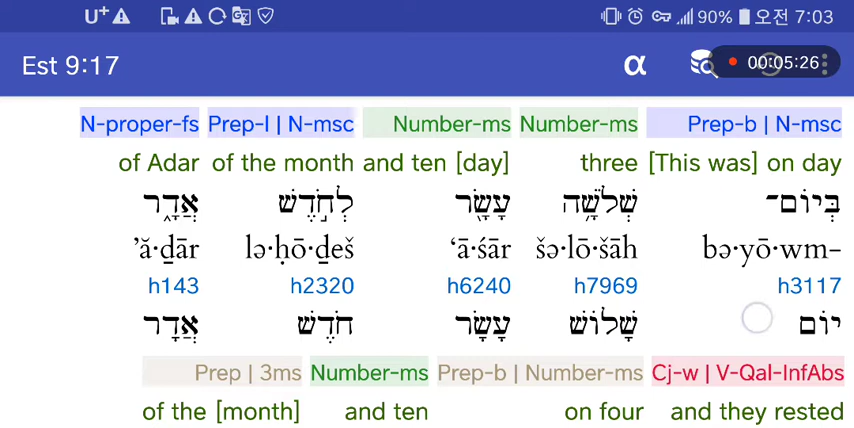 U+ 90% 오전 7:03
Est 9:17 α 00:05:26
N-proper-fs Prep-l | N-msc Number-ms Number-ms Prep-b | N-msc
of Adar of the month and ten [day] three [This was] on day
בְּיוֹם־ שְׁלֹשָׁ֥ה עָשָׂ֖ר לְחֹ֣דֶשׁ אֲדָ֑ר
’ă·ḏār lə·ḥō·ḏeš ‘ā·śār šə·lō·šāh bə·yō·wm-
h143 h2320 h6240 h7969 h3117
יוֹם שָׁלוֹשׁ עָשָׂר חֹדֶשׁ אֲדָר
Prep | 3ms Number-ms Prep-b | Number-ms Cj-w | V-Qal-InfAbs
of the [month] and ten on four and they rested